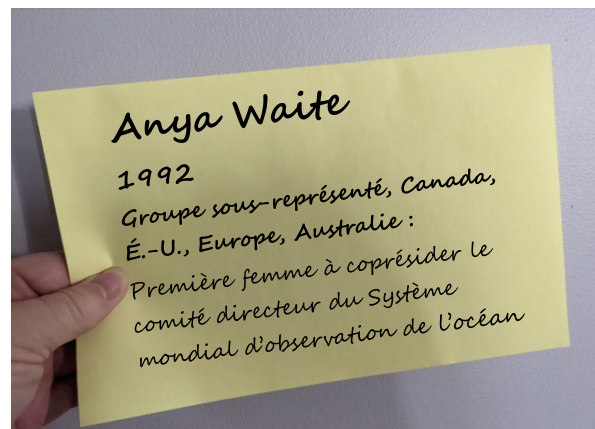 Anya Waite
1992
Groupe sous-représenté, Canada,
É.-U., Europe, Australie :
Première femme à coprésider le
comité directeur du Système
mondial d'observation de l'océan